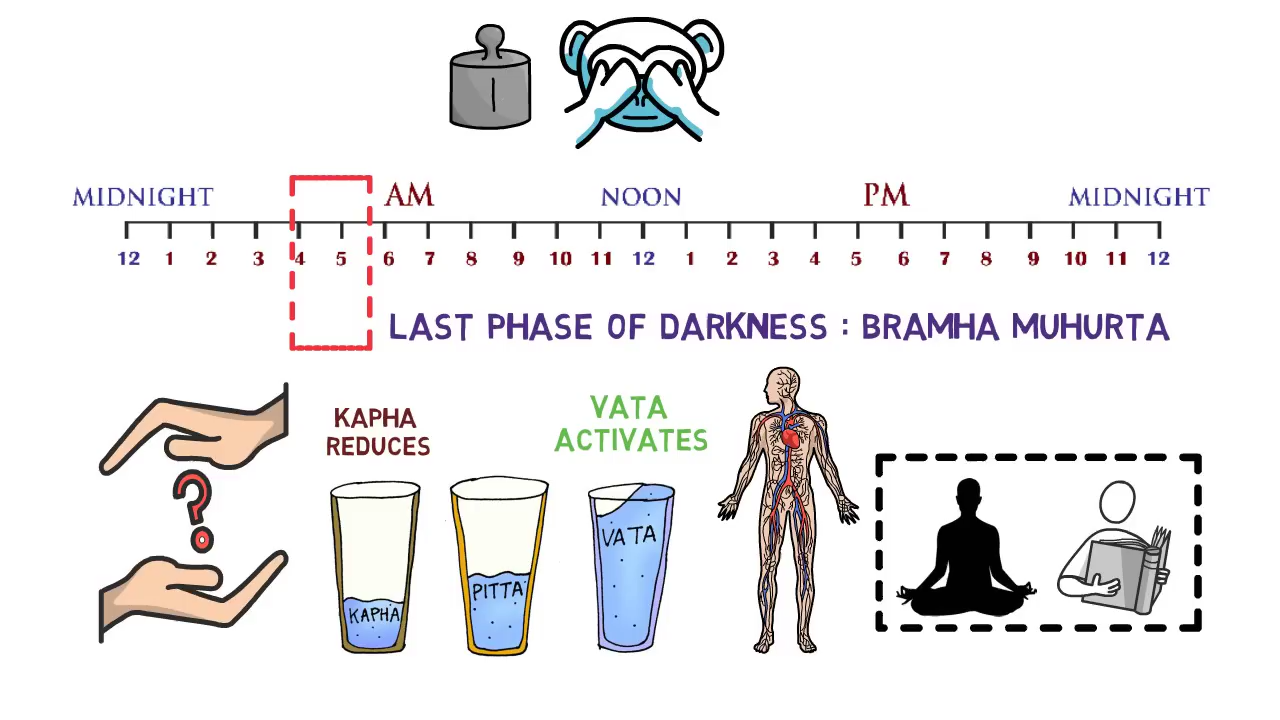 MIDNIGHT AM NOON PM MIDNIGHT
12 1 2 3 4 5 6 7 8 9 10 11 12 1 2 3 4 5 6 7 8 9 10 11 12
LAST PHASE OF DARKNESS : BRAMHA MUHURTA
?
KAPHA
REDUCES
VATA
ACTIVATES
KAPHA
PITTA
VATA